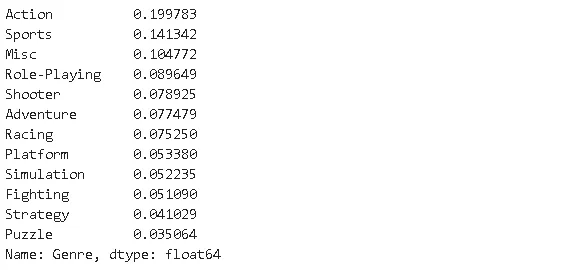 Action          0.199783
Sports          0.141342
Misc            0.104772
Role-Playing    0.089649
Shooter         0.078925
Adventure       0.077479
Racing          0.075250
Platform        0.053380
Simulation      0.052235
Fighting        0.051090
Strategy        0.041029
Puzzle          0.035064
Name: Genre, dtype: float64